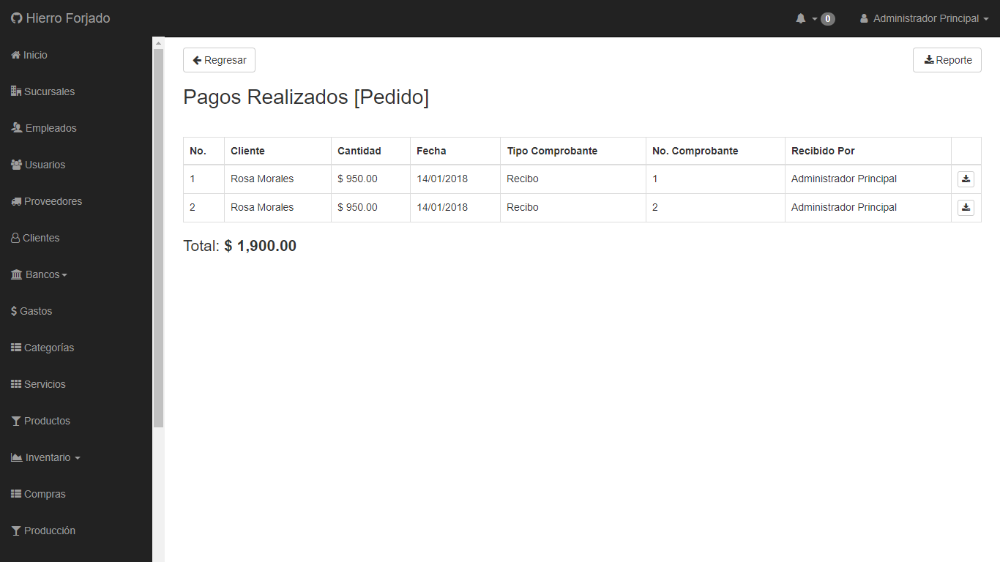 Hierro Forjado
0
Administrador Principal
Inicio
Sucursales
Empleados
Usuarios
Proveedores
Clientes
Bancos
Gastos
Categorías
Servicios
Productos
Inventario
Compras
Producción
Regresar
Reporte
Pagos Realizados [Pedido]
No. Cliente Cantidad Fecha Tipo Comprobante No. Comprobante Recibido Por
1 Rosa Morales $ 950.00 14/01/2018 Recibo 1 Administrador Principal
2 Rosa Morales $ 950.00 14/01/2018 Recibo 2 Administrador Principal
Total: $ 1,900.00